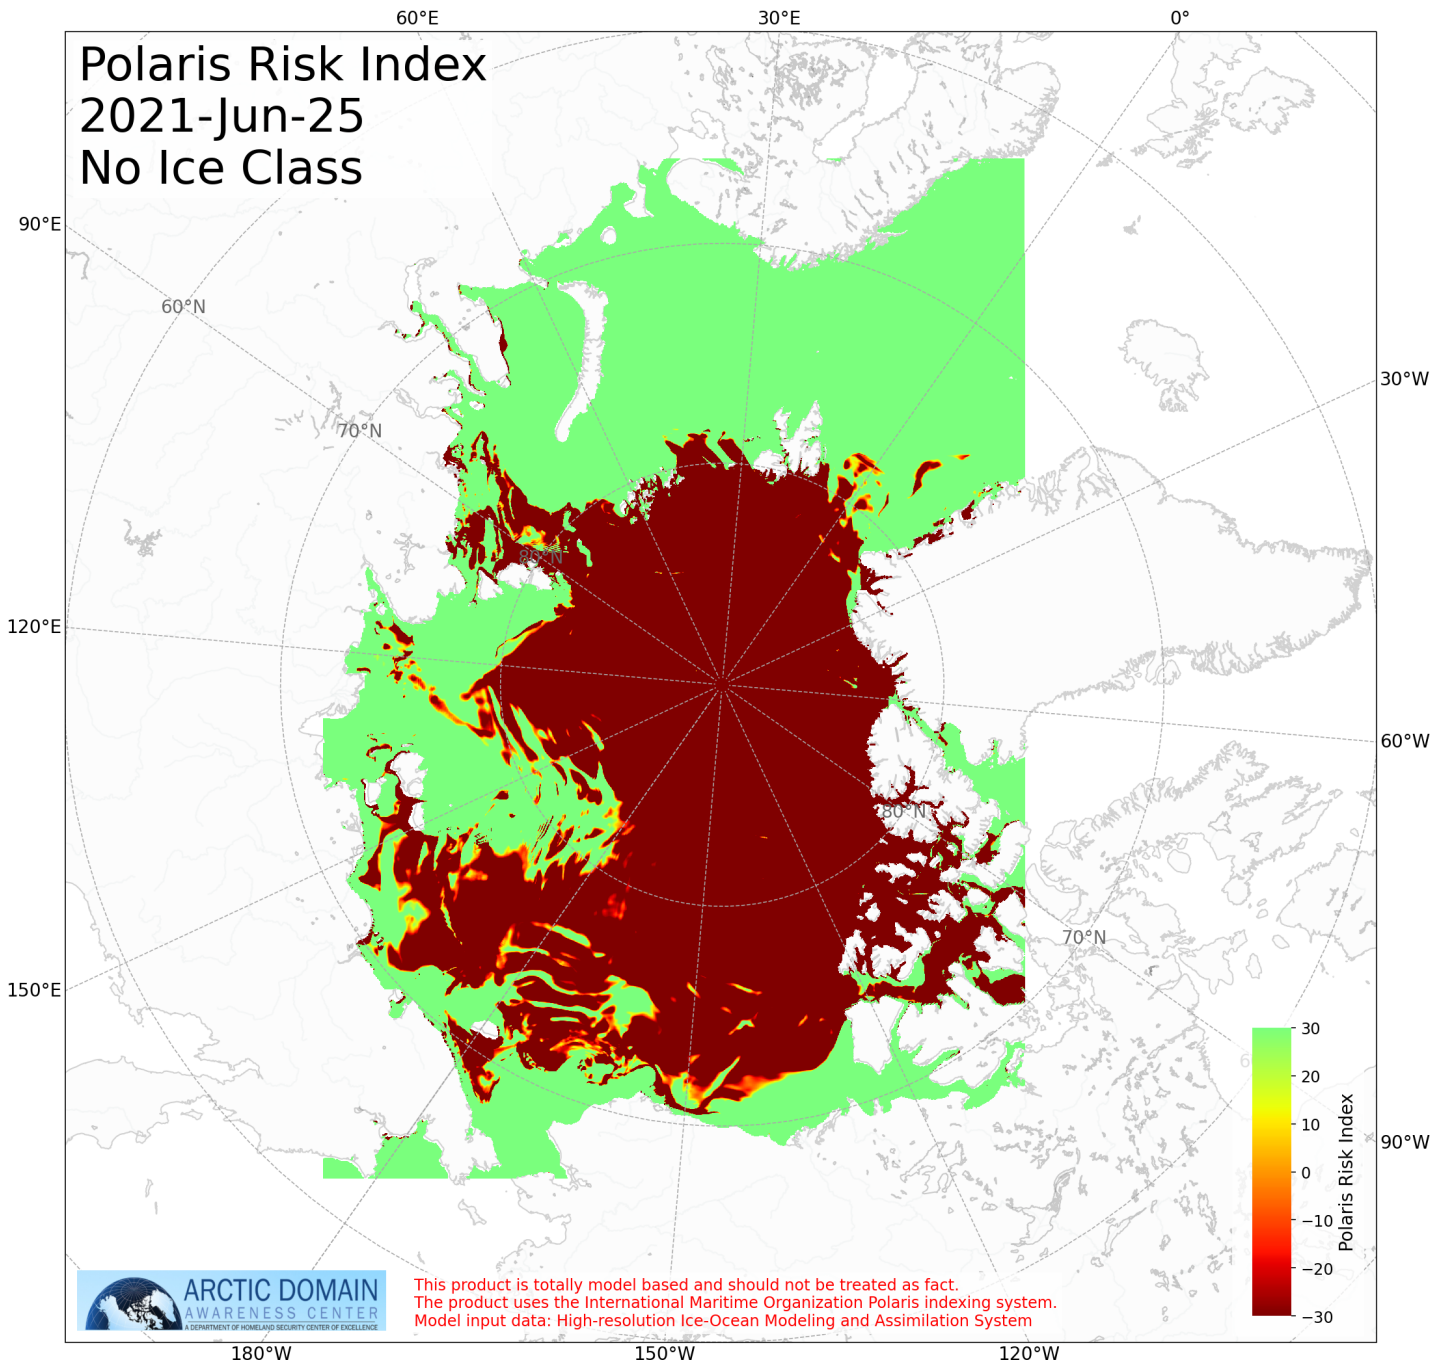 60°E 30°E 0°
Polaris Risk Index
2021-Jun-25
No Ice Class
90°E
60°N
30°W
70°N
80°N
120°E
60°W
80°N
70°N
150°E
30
20
10
0
−10
−20
−30
Polaris Risk Index
90°W
ARCTIC DOMAIN
AWARENESS CENTER
A DEPARTMENT OF HOMELAND SECURITY CENTER OF EXCELLENCE
This product is totally model based and should not be treated as fact.
The product uses the International Maritime Organization Polaris indexing system.
Model input data: High-resolution Ice-Ocean Modeling and Assimilation System
180°W 150°W 120°W